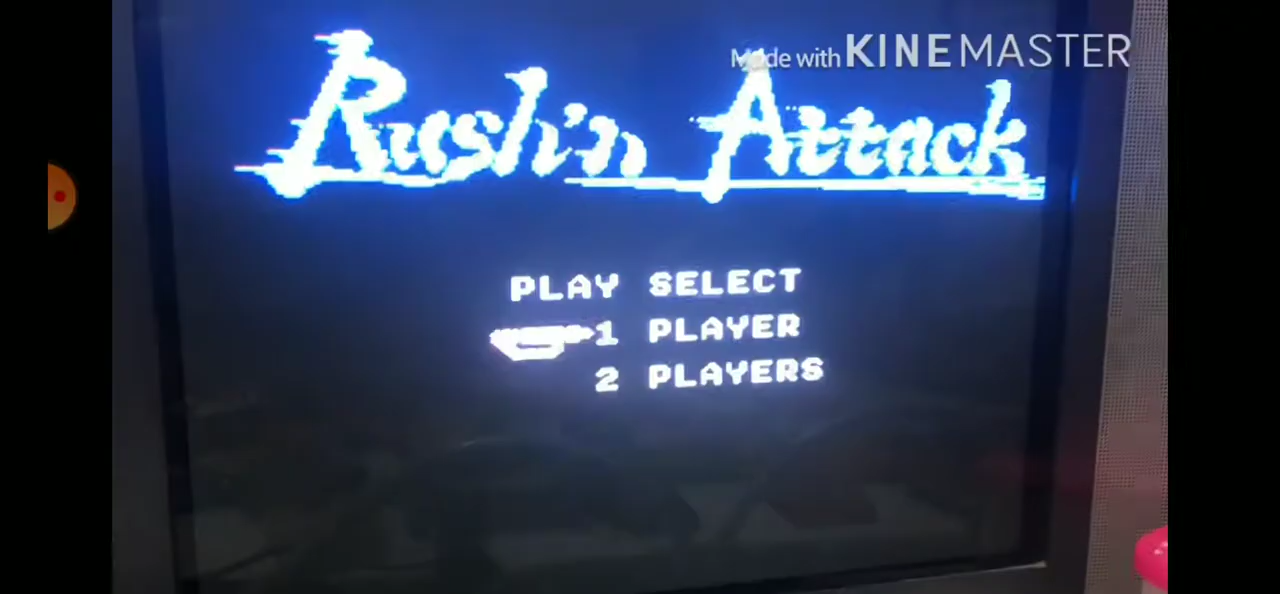 Made with KINEMASTER
Rush'n Attack
PLAY SELECT
1 PLAYER
2 PLAYERS